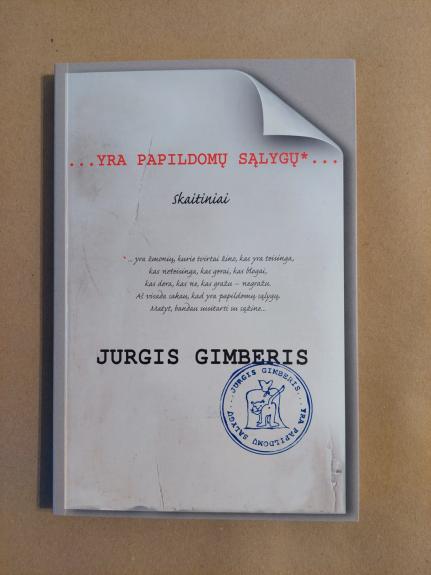 ...YRA PAPILDOMŲ SĄLYGŲ*...
Skaitiniai
*... yra žmonių, kurie tvirtai žino, kas yra teisinga,
kas neteisinga, kas gerai, kas blogai,
kas dera, kas ne, kas gražu – negražu.
Aš visada sakau, kad yra papildomų sąlygų.
Matyt, bandau susitarti su sąžine...
JURGIS GIMBERIS
...JURGIS GIMBERIS...YRA PAPILDOMŲ SĄLYGŲ